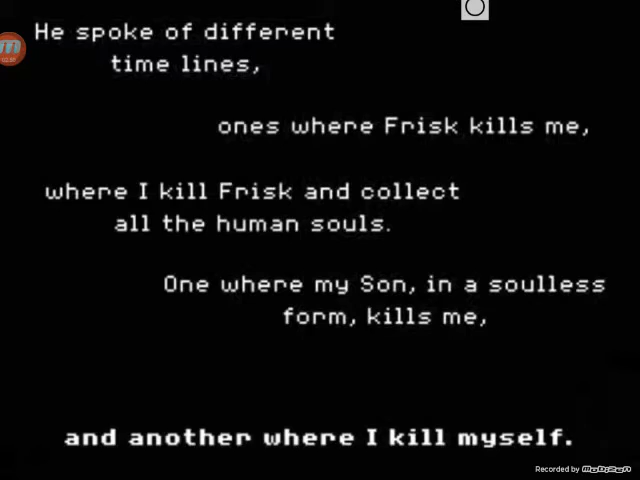 He spoke of different
time lines,
ones where Frisk kills me,
where I kill Frisk and collect
all the human souls.
One where my Son, in a soulless
form, kills me,
and another where I kill myself.
Recorded by Mobizen